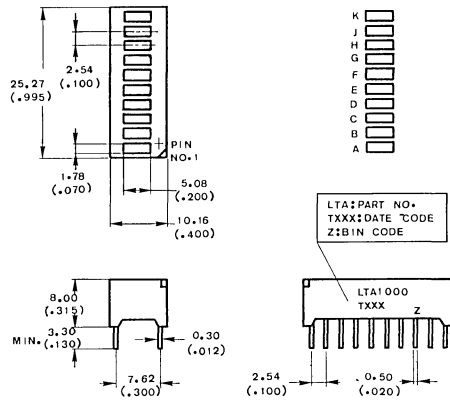 K
J
H
G
F
E
D
C
B
A
2.54
(.100)
25.27
(.995)
PIN
NO.1
1.78
(.070)
5.08
(.200)
10.16
(.400)
LTA:PART NO.
TXXX:DATE CODE
Z:BIN CODE
8.00
(.315)
MIN. 3.30
(.130)
0.30
(.012)
7.62
(.300)
LTA1000
TXXX
Z
2.54
(.100)
0.50
(.020)